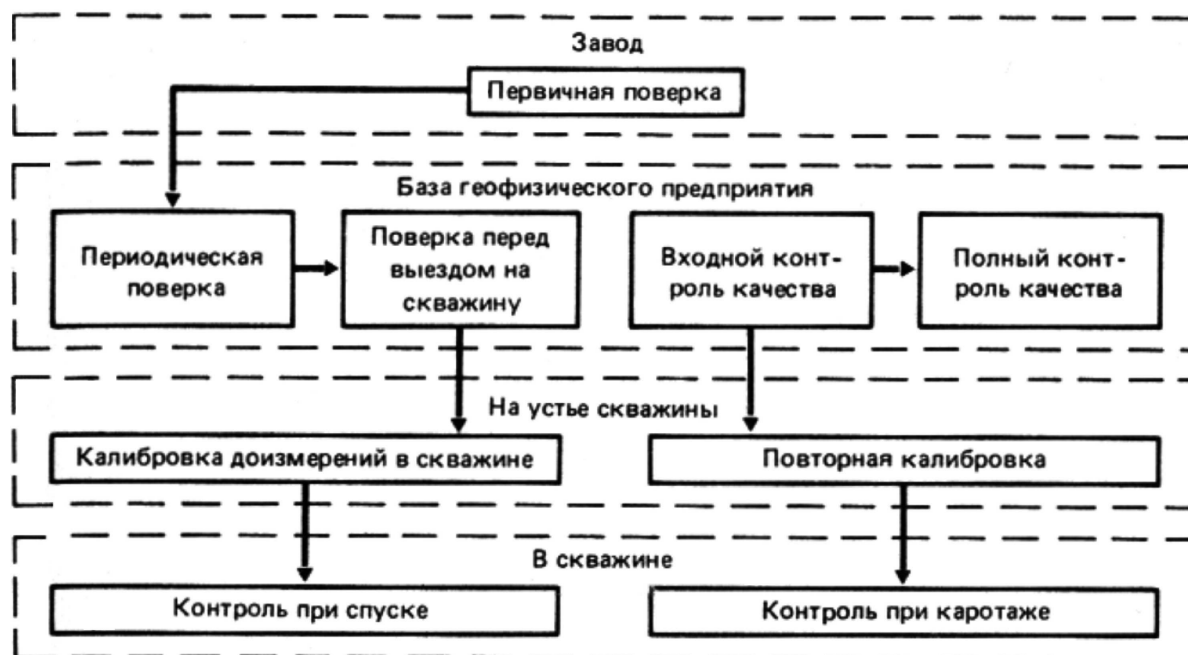 Завод
Первичная поверка
База геофизического предприятия
Периодическая
поверка
Поверка перед
выездом на
скважину
Входной конт-
роль качества
Полный конт-
роль качества
На устье скважины
Калибровка доизмерений в скважине
Повторная калибровка
В скважине
Контроль при спуске
Контроль при каротаже